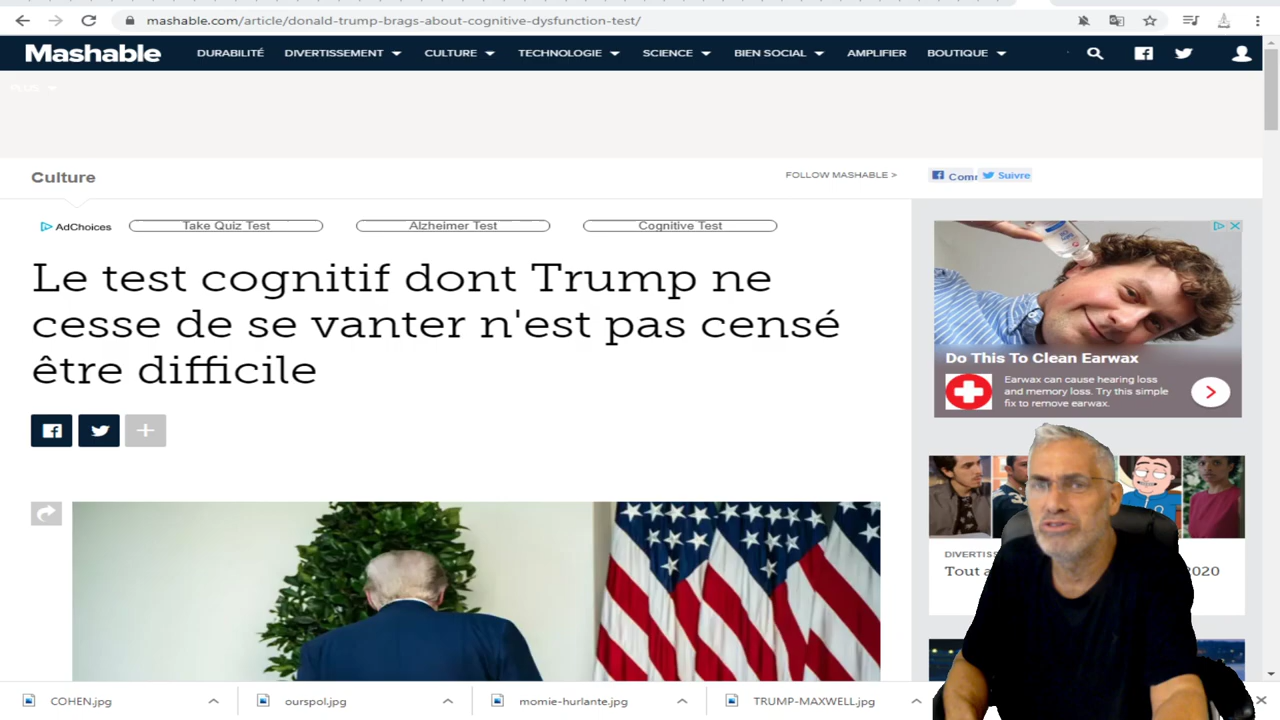 mashable.com/article/donald-trump-brags-about-cognitive-dysfunction-test/
Mashable DURABILITÉ DIVERTISSEMENT CULTURE TECHNOLOGIE SCIENCE BIEN SOCIAL AMPLIFIER BOUTIQUE
PLUS
Culture FOLLOW MASHABLE > Suivre
AdChoices Take Quiz Test Alzheimer Test Cognitive Test
Le test cognitif dont Trump ne
cesse de se vanter n'est pas censé
être difficile
Do This To Clean Earwax
Earwax can cause hearing loss
and memory loss. Try this simple
fix to remove earwax.
Tout 2020
COHEN.jpg ourspol.jpg momie-hurlante.jpg TRUMP-MAXWELL.jpg